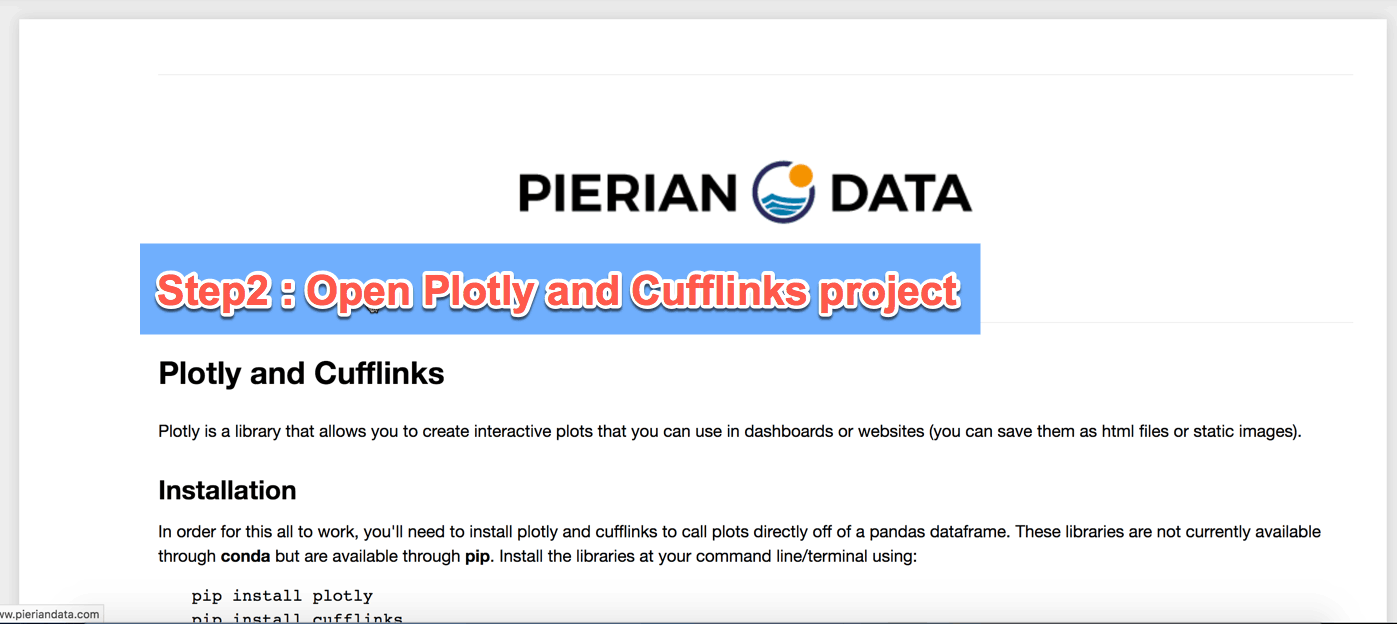 PIERIAN DATA
Step2 : Open Plotly and Cufflinks project
Plotly and Cufflinks
Plotly is a library that allows you to create interactive plots that you can use in dashboards or websites (you can save them as html files or static images).
Installation
In order for this all to work, you'll need to install plotly and cufflinks to call plots directly off of a pandas dataframe. These libraries are not currently available
through conda but are available through pip. Install the libraries at your command line/terminal using:
pip install plotly
pip install cufflinks
ww.pieriandata.com